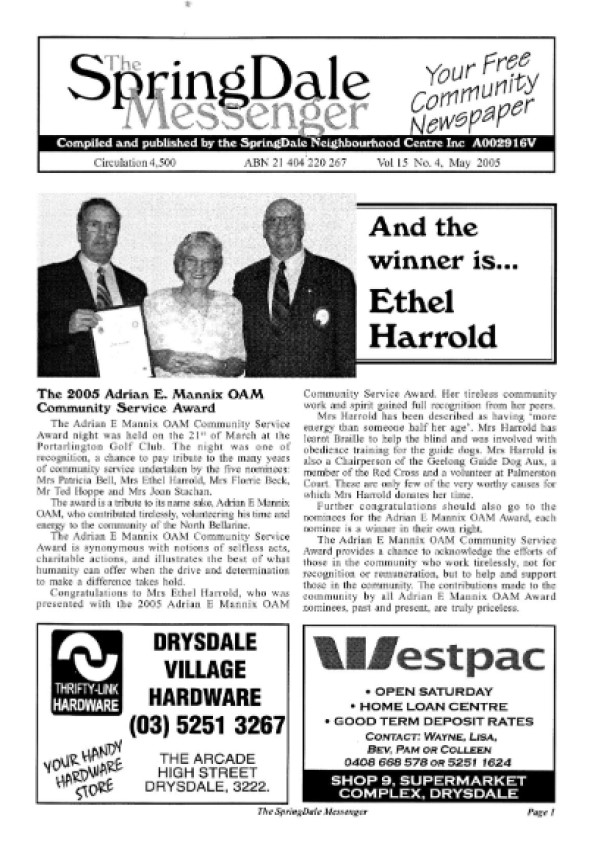 The
SpringDale
Messenger
Your Free
Community
Newspaper
Compiled and published by the SpringDale Neighbourhood Centre Inc A002916V
Circulation 4,500 ABN 21 404 220 267 Vol 15 No. 4, May 2005
And the
winner is...
Ethel
Harrold
The 2005 Adrian E. Mannix OAM
Community Service Award
The Adrian E Mannix OAM Community Service
Award night was held on the 21st of March at the
Portarlington Golf Club. The night was one of
recognition, a chance to pay tribute to the many years
of community service undertaken by the five nominees:
Mrs Patricia Bell, Mrs Ethel Harrold, Mrs Florrie Beck,
Mr Ted Hoppe and Mrs Joan Stachan.
The award is a tribute to its name sake, Adrian E Mannix
OAM, who contributed tirelessly, volunteering his time and
energy to the community of the North Bellarine.
The Adrian E Mannix OAM Community Service
Award is synonymous with notions of selfless acts,
charitable actions, and illustrates the best of what
humanity can offer when the drive and determination
to make a difference takes hold.
Congratulations to Mrs Ethel Harrold, who was
presented with the 2005 Adrian E Mannix OAM
Community Service Award. Her tireless community
work and spirit gained full recognition from her peers.
Mrs Harrold has been described as having 'more
energy than someone half her age'. Mrs Harrold has
learnt Braille to help the blind and was involved with
obedience training for the guide dogs. Mrs Harrold is
also a Chairperson of the Geelong Guide Dog Aux, a
member of the Red Cross and a volunteer at Palmerston
Court. These are only few of the very worthy causes for
which Mrs Harrold donates her time.
Further congratulations should also go to the
nominees for the Adrian E Mannix OAM Award, each
nominee is a winner in their own right.
The Adrian E Mannix OAM Community Service
Award provides a chance to acknowledge the efforts of
those in the community who work tirelessly, not for
recognition or remuneration, but to help and support
those in the community. The contributions made to the
community by all Adrian E Mannix OAM Award
nominees, past and present, are truly priceless.
THRIFTY-LINK
HARDWARE
DRYSDALE
VILLAGE
HARDWARE
(03) 5251 3267
YOUR HANDY
HARDWARE
STORE
THE ARCADE
HIGH STREET
DRYSDALE, 3222.
Westpac
• OPEN SATURDAY
• HOME LOAN CENTRE
• GOOD TERM DEPOSIT RATES
CONTACT: WAYNE, LISA,
BEV, PAM OR COLLEEN
0408 668 578 OR 5251 1624
SHOP 9, SUPERMARKET
COMPLEX, DRYSDALE
The SpringDale Messenger Page 1